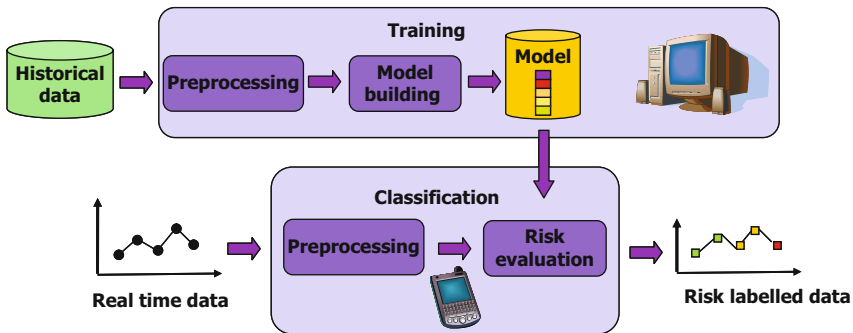 Training
Historical
data
Preprocessing
Model
building
Model
Classification
Preprocessing
Risk
evaluation
Real time data
Risk labelled data